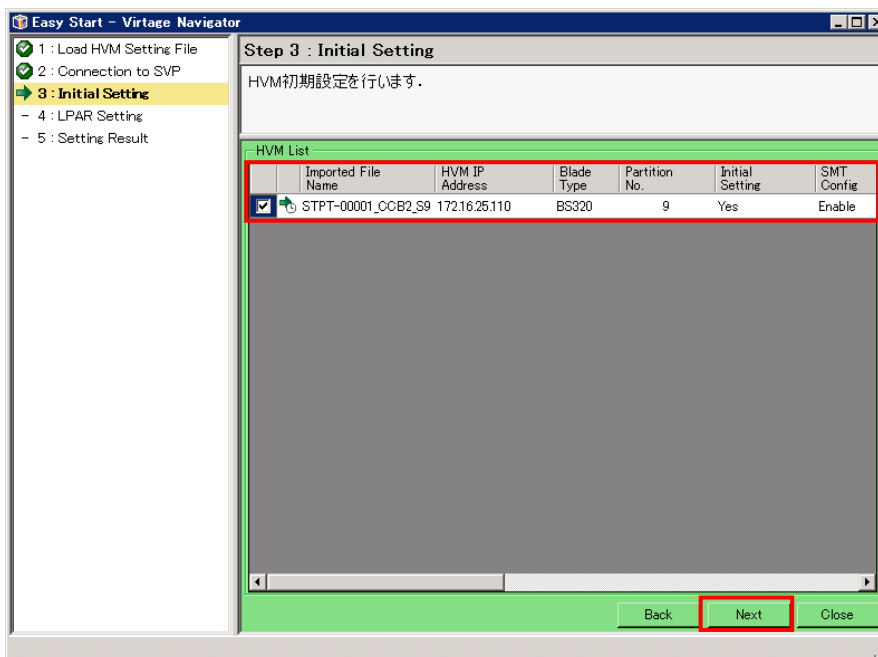 Easy Start - Virtage Navigator
1 : Load HVM Setting File
2 : Connection to SVP
3 : Initial Setting
- 4 : LPAR Setting
- 5 : Setting Result
Step 3 : Initial Setting
HVM初期設定を行います.
HVM List
Imported File Name HVM IP Address Blade Type Partition No. Initial Setting SMT Config
STPT-00001_CCB2_S9 172.16.25.110 BS320 9 Yes Enable
Back Next Close